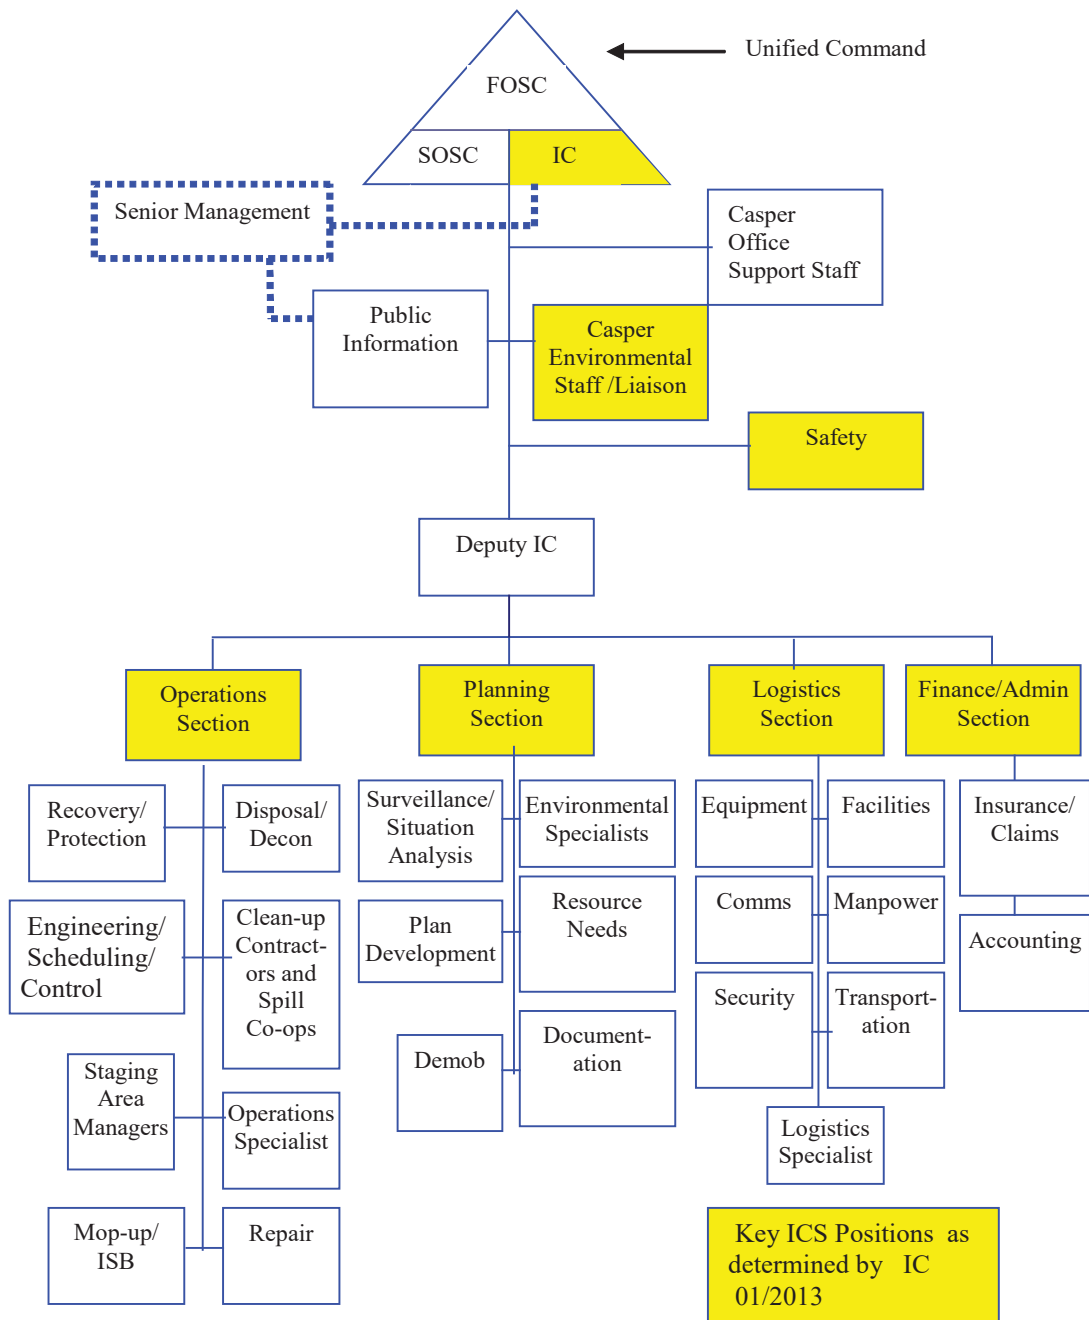 Unified Command
FOSC
SOSC
IC
Senior Management
Casper
Office
Support Staff
Public
Information
Casper
Environmental
Staff /Liaison
Safety
Deputy IC
Operations
Section
Planning
Section
Logistics
Section
Finance/Admin
Section
Recovery/
Protection
Disposal/
Decon
Engineering/
Scheduling/
Control
Clean-up
Contract-
ors and
Spill
Co-ops
Staging
Area
Managers
Operations
Specialist
Mop-up/
ISB
Repair
Surveillance/
Situation
Analysis
Environmental
Specialists
Plan
Development
Resource
Needs
Demob
Document-
ation
Equipment
Facilities
Comms
Manpower
Security
Transport-
ation
Logistics
Specialist
Insurance/
Claims
Accounting
Key ICS Positions as
determined by IC
01/2013